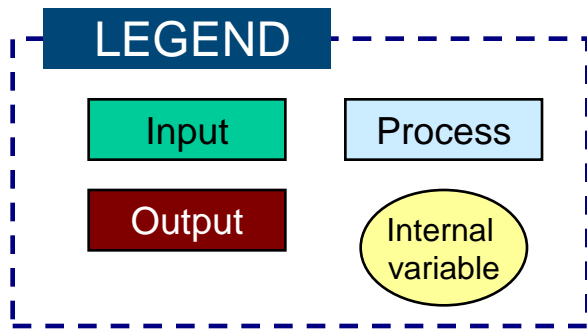 LEGEND
Input
Process
Output
Internal
variable